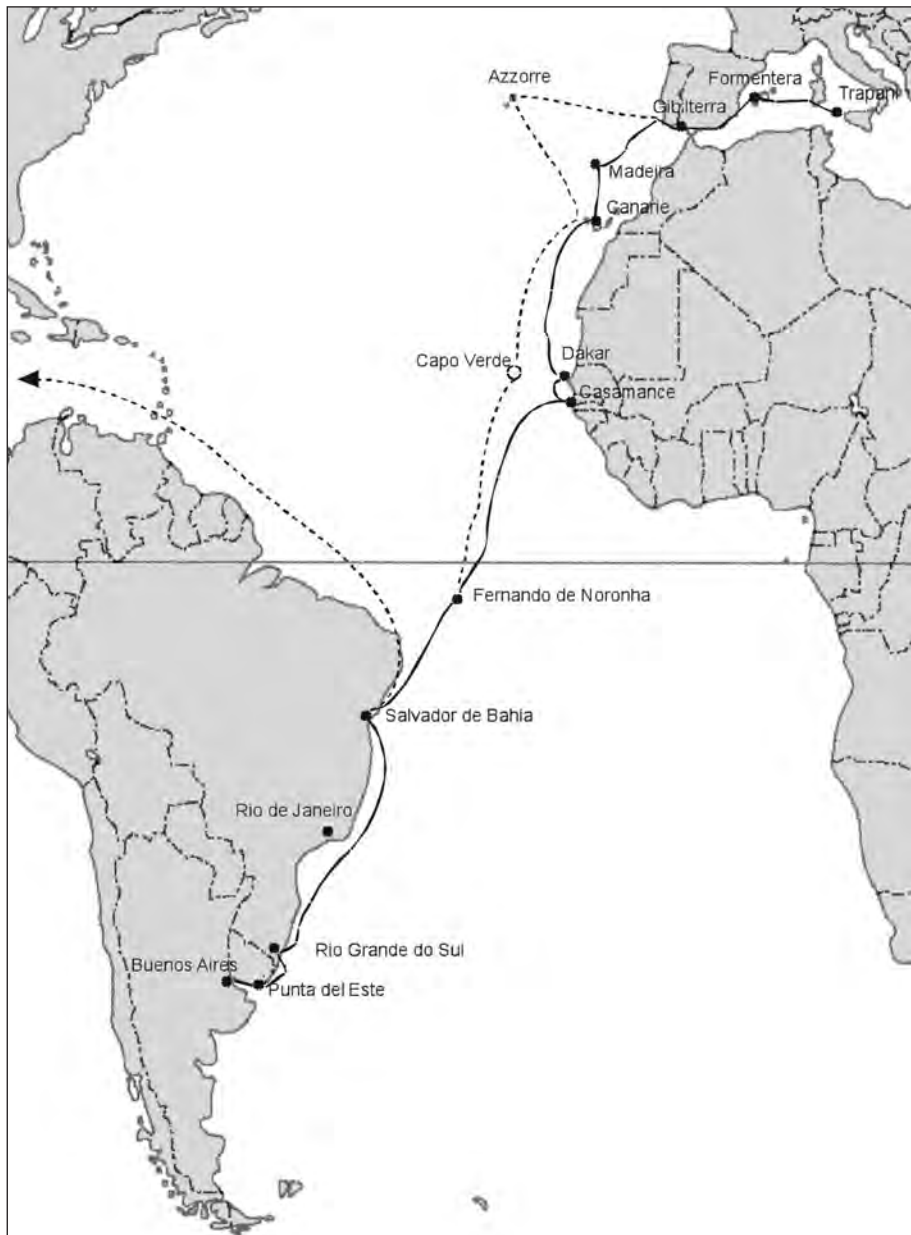 Azzorre
Formentera
Gibilterra
Trapani
Madeira
Canarie
Capo Verde
Dakar
Casamance
Fernando de Noronha
Salvador de Bahia
Rio de Janeiro
Rio Grande do Sul
Buenos Aires
Punta del Este